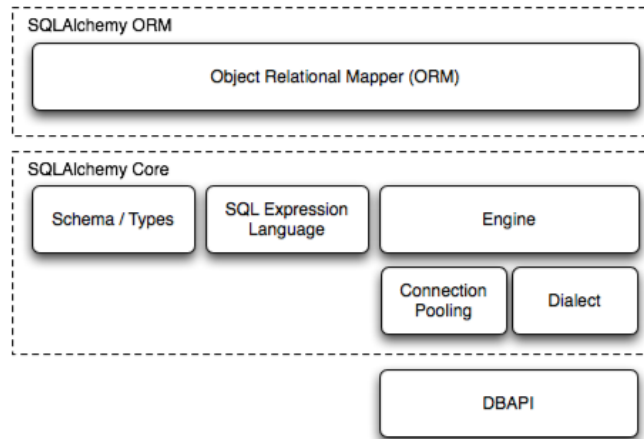 SQLAlchemy ORM
Object Relational Mapper (ORM)
SQLAlchemy Core
Schema / Types
SQL Expression
Language
Engine
Connection
Pooling
Dialect
DBAPI